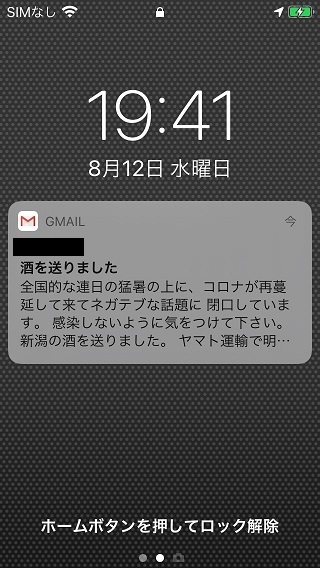 SIMなし
19:41
8月12日 水曜日
GMAIL
今
酒を送りました
全国的な連日の猛暑の上に、コロナが再蔓
延して来てネガテブな話題に 閉口していま
す。 感染しないように気をつけて下さい。
新潟の酒を送りました。 ヤマト運輸で明…
ホームボタンを押してロック解除